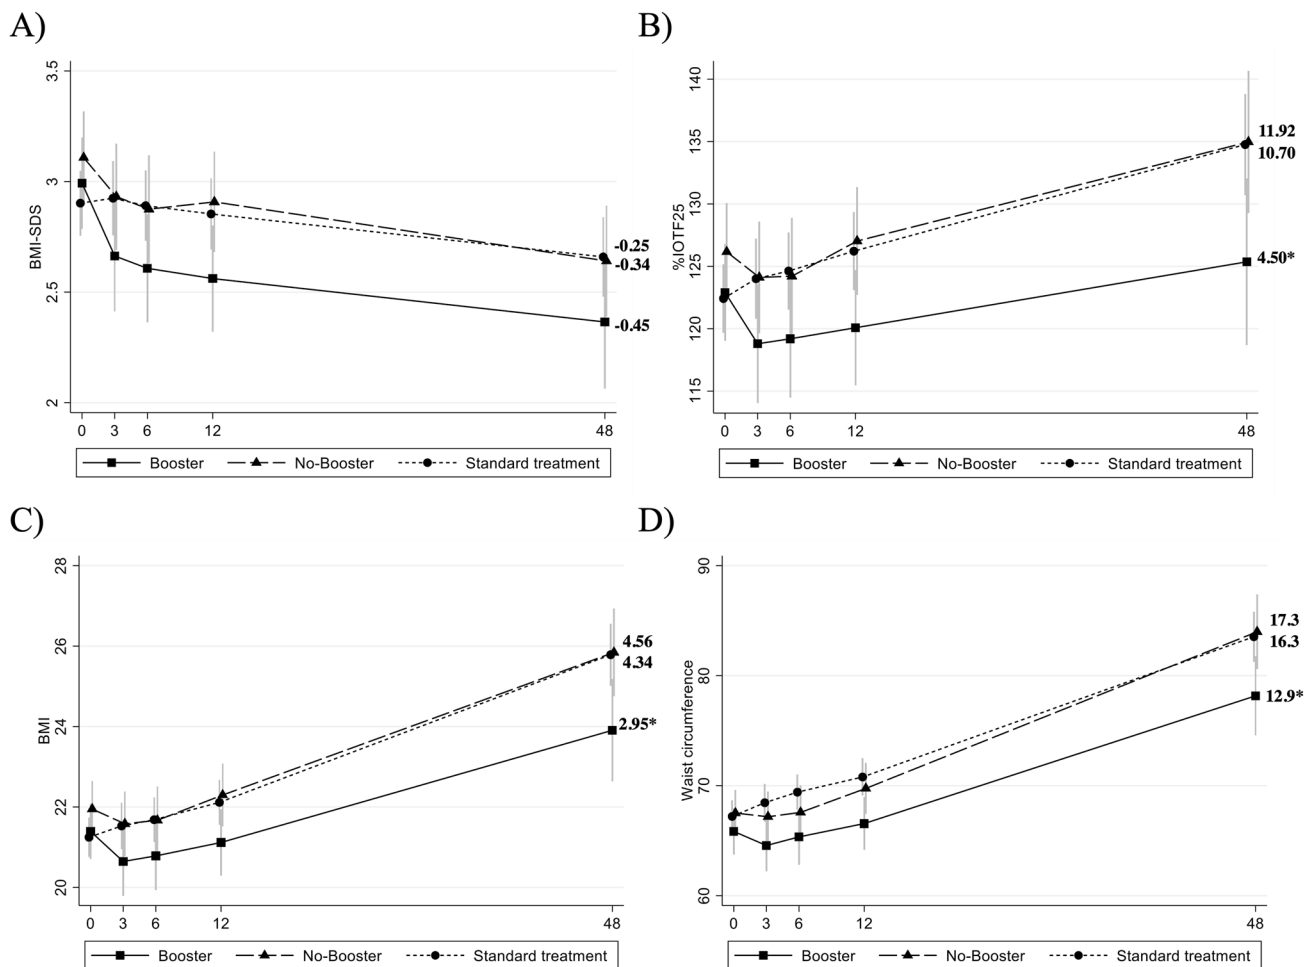 A)
BMI-SDS
3.5
3
2.5
2
-0.25
-0.34
-0.45
0 3 6 12 48
Booster No-Booster Standard treatment
B)
%IOTF25
140
135
130
125
120
115
11.92
10.70
4.50*
0 3 6 12 48
Booster No-Booster Standard treatment
C)
BMI
28
26
24
22
20
4.56
4.34
2.95*
0 3 6 12 48
Booster No-Booster Standard treatment
D)
Waist circumference
90
80
70
60
17.3
16.3
12.9*
0 3 6 12 48
Booster No-Booster Standard treatment